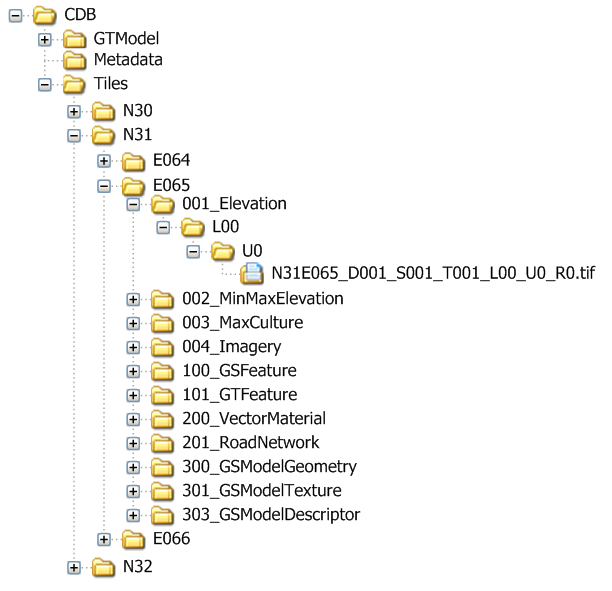 CDB
GTModel
Metadata
Tiles
N30
N31
E064
E065
001_Elevation
L00
U0
N31E065_D001_S001_T001_L00_U0_R0.tif
002_MinMaxElevation
003_MaxCulture
004_Imagery
100_GSFeature
101_GTFeature
200_VectorMaterial
201_RoadNetwork
300_GSModelGeometry
301_GSModelTexture
303_GSModelDescriptor
E066
N32